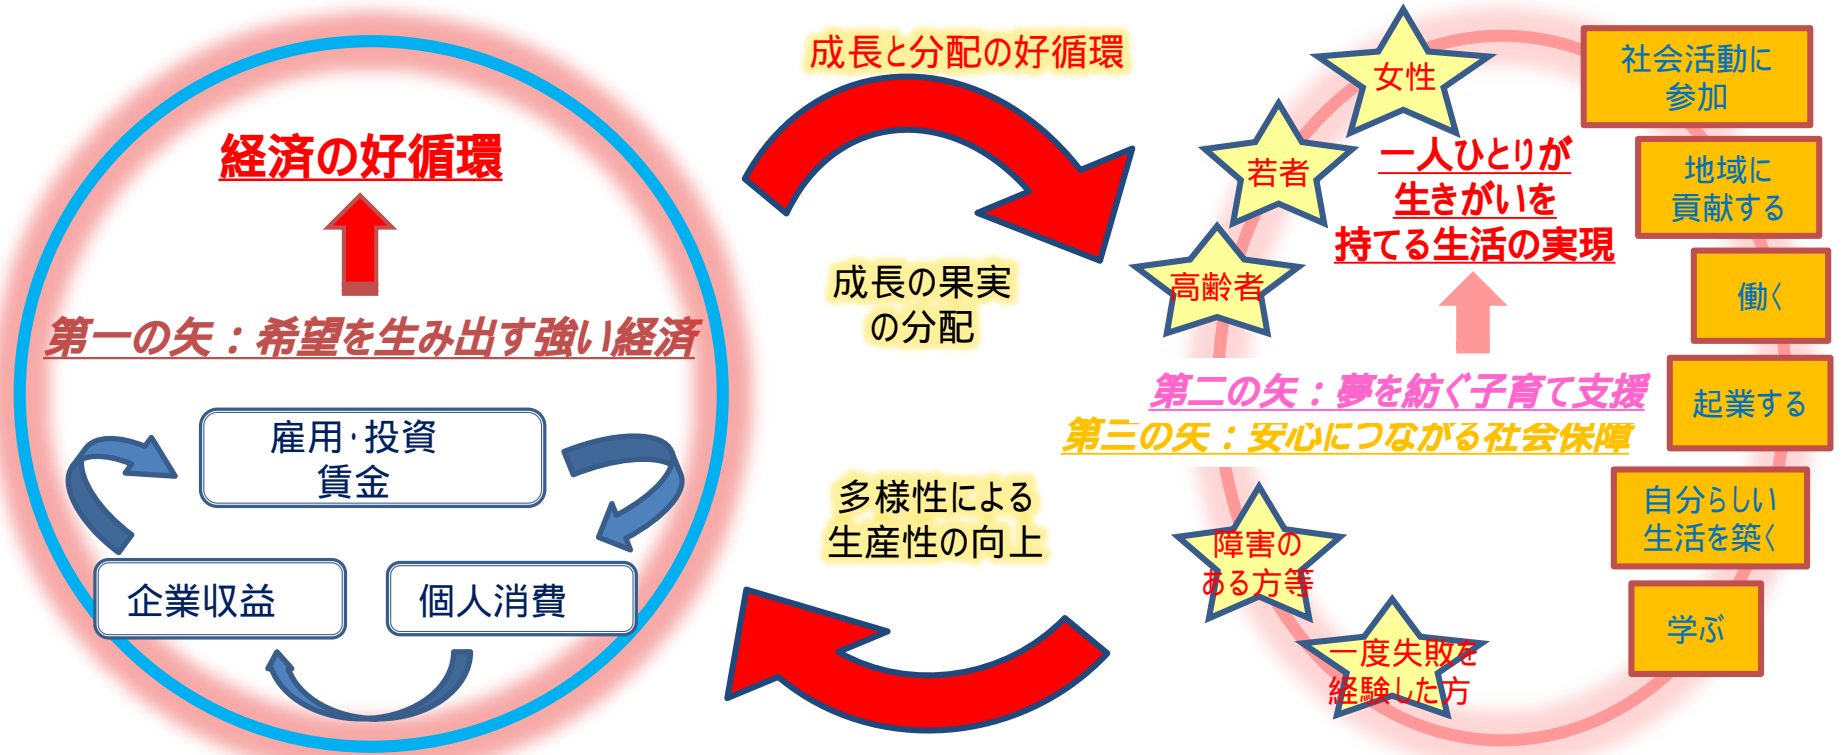 経済の好循環
第一の矢：希望を生み出す強い経済
雇用・投資
賃金
企業収益
個人消費
成長と分配の好循環
成長の果実
の分配
多様性による
生産性の向上
女性
若者
高齢者
一人ひとりが
生きがいを
持てる生活の実現
第二の矢：夢を紡ぐ子育て支援
第三の矢：安心につながる社会保障
障害の
ある方等
一度失敗を
経験した方
社会活動に
参加
地域に
貢献する
働く
起業する
自分らしい
生活を築く
学ぶ